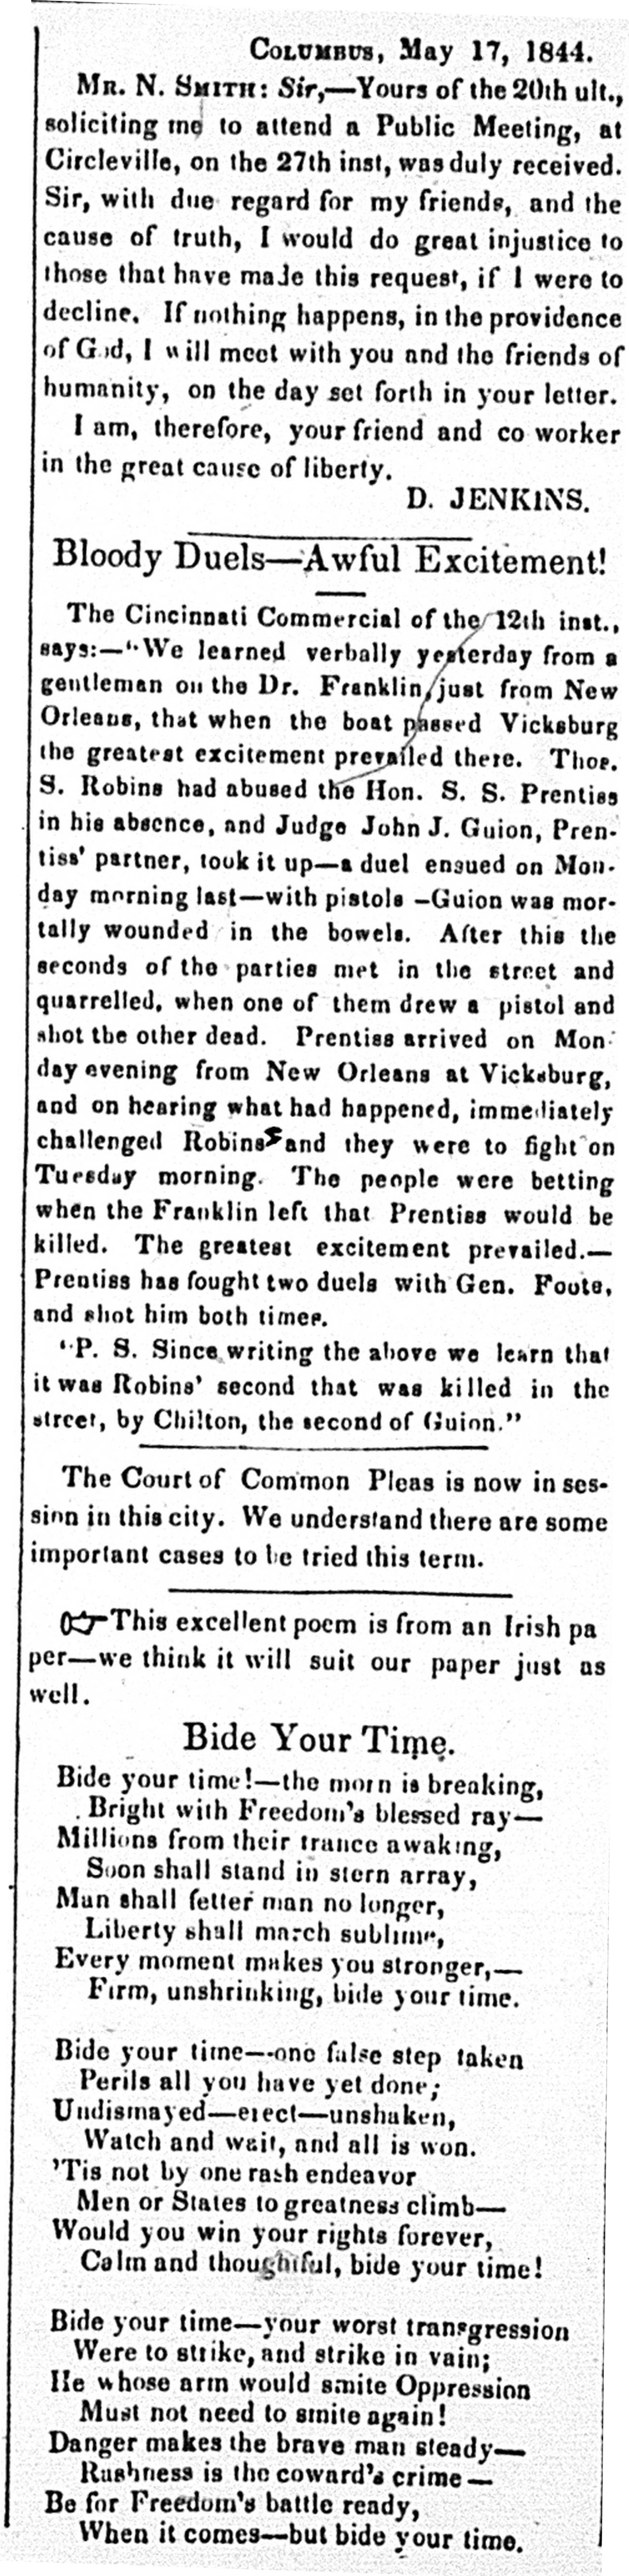 COLUMBUS, May 17, 1844.
MR. N. SMITH: Sir,—Yours of the 20th ult.,
soliciting me to attend a Public Meeting, at
Circleville, on the 27th inst, was duly received.
Sir, with due regard for my friends, and the
cause of truth, I would do great injustice to
those that have made this request, if I were to
decline. If nothing happens, in the providence
of God, I will meet with you and the friends of
humanity, on the day set forth in your letter.
I am, therefore, your friend and co worker
in the great cause of liberty.
D. JENKINS.
Bloody Duels—Awful Excitement!
The Cincinnati Commercial of the 12th inst.,
says:—"We learned verbally yesterday from a
gentleman on the Dr. Franklin, just from New
Orleans, that when the boat passed Vicksburg
the greatest excitement prevailed there. Thos.
S. Robins had abused the Hon. S. S. Prentiss
in his absence, and Judge John J. Guion, Pren-
tiss' partner, took it up—a duel ensued on Mon-
day morning last—with pistols -Guion was mor-
tally wounded in the bowels. After this the
seconds of the parties met in the street and
quarrelled, when one of them drew a pistol and
shot the other dead. Prentiss arrived on Mon-
day evening from New Orleans at Vicksburg,
and on hearing what had happened, immediately
challenged Robins and they were to fight on
Tuesday morning. The people were betting
when the Franklin left that Prentiss would be
killed. The greatest excitement prevailed.—
Prentiss has fought two duels with Gen. Foote,
and shot him both times.
"P. S. Since writing the above we learn that
it was Robins' second that was killed in the
street, by Chilton, the second of Guion."
The Court of Common Pleas is now in ses-
sion in this city. We understand there are some
important cases to be tried this term.
☞This excellent poem is from an Irish pa
per—we think it will suit our paper just as
well.
Bide Your Time.
Bide your time!—the morn is breaking,
Bright with Freedom's blessed ray—
Millions from their trance awaking,
Soon shall stand in stern array,
Man shall fetter man no longer,
Liberty shall march sublime,
Every moment makes you stronger,—
Firm, unshrinking, bide your time.
Bide your time—one false step taken
Perils all you have yet done;
Undismayed—erect—unshaken,
Watch and wait, and all is won.
'Tis not by one rash endeavor
Men or States to greatness climb—
Would you win your rights forever,
Calm and thoughtful, bide your time!
Bide your time—your worst transgression
Were to strike, and strike in vain;
He whose arm would smite Oppression
Must not need to smite again!
Danger makes the brave man steady—
Rashness is the coward's crime—
Be for Freedom's battle ready,
When it comes—but bide your time.